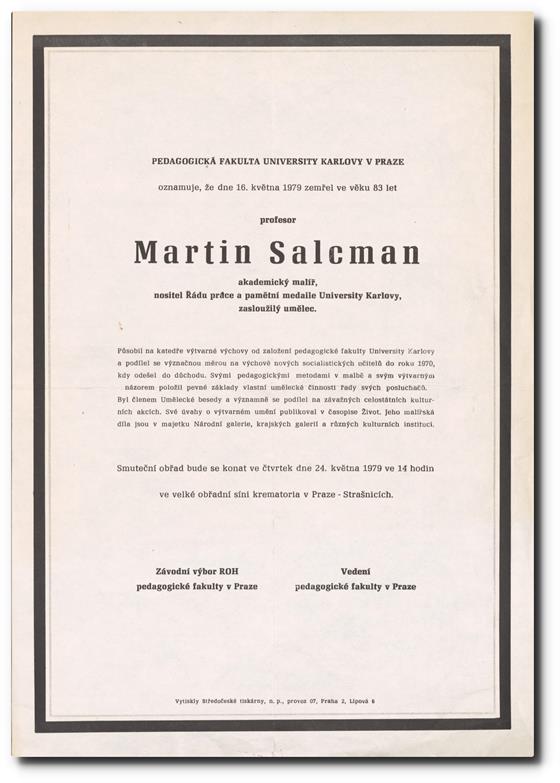 PEDAGOGICKÁ FAKULTA UNIVERSITY KARLOVY V PRAZE
oznamuje, že dne 16. května 1979 zemřel ve věku 83 let
profesor
Martin Salcman
akademický malíř,
nositel Řádu práce a pamětní medaile University Karlovy,
zasloužilý umělec.
Působil na katedře výtvarné výchovy od založení pedagogické fakulty University Karlovy
a podílel se význačnou měrou na výchově nových socialistických učitelů do roku 1970,
kdy odešel do důchodu. Svými pedagogickými metodami v malbě a svým výtvarným
názorem položil pevné základy vlastní umělecké činnosti řady svých posluchačů.
Byl členem Umělecké besedy a významně se podílel na závažných celostátních kultur-
ních akcích. Své úvahy o výtvarném umění publikoval v časopise Život. Jeho malířská
díla jsou v majetku Národní galerie, krajských galerií a různých kulturních institucí.
Smuteční obřad bude se konat ve čtvrtek dne 24. května 1979 ve 14 hodin
ve velké obřadní síni krematoria v Praze - Strašnicích.
Závodní výbor ROH Vedení
pedagogické fakulty v Praze pedagogické fakulty v Praze
Vytiskly Středočeské tiskárny, n. p., provoz 07, Praha 2, Lípová 6